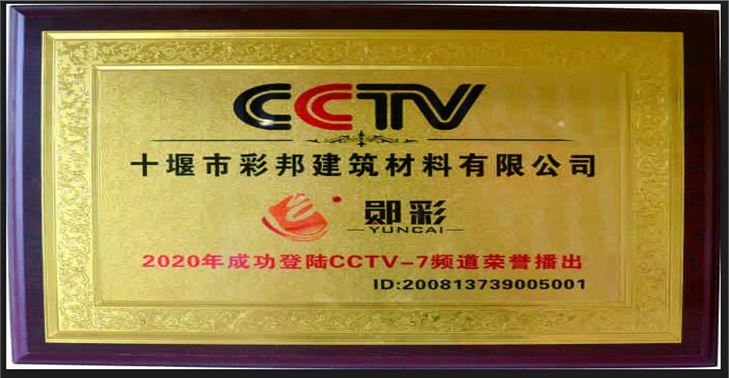 CCTV
十堰市彩邦建筑材料有限公司
郧彩
YUNCAI
2020年成功登陆CCTV-7频道荣誉播出
ID:200813739005001